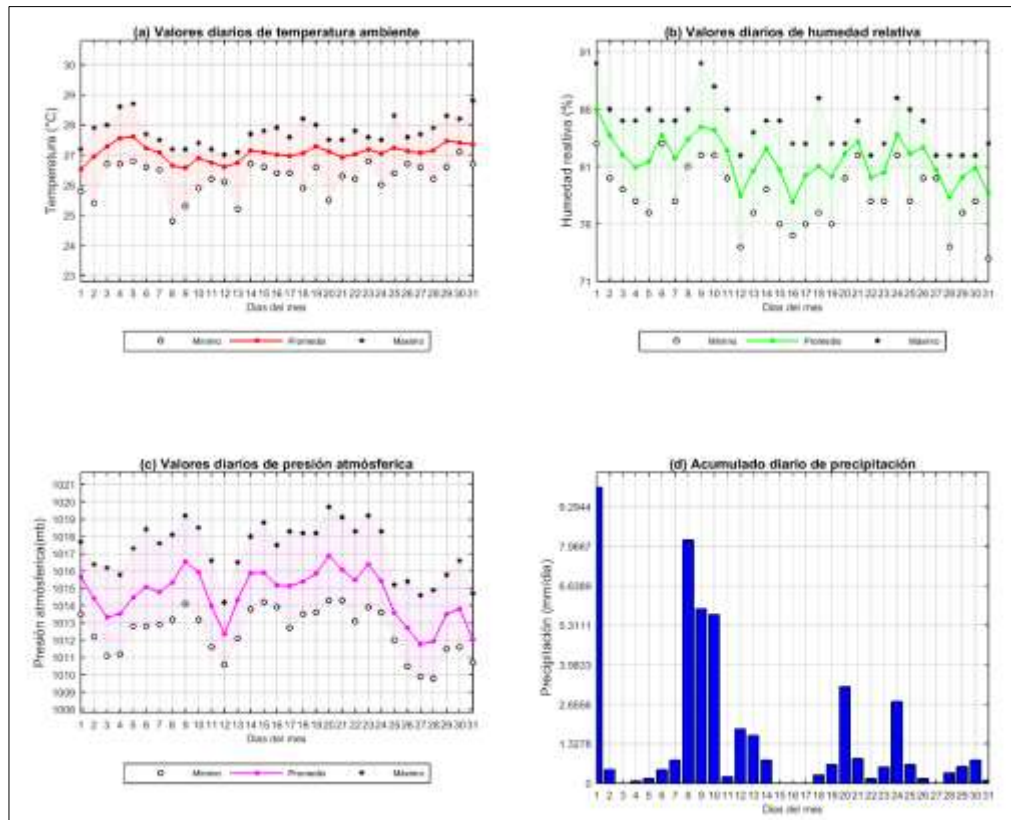 (a) Valores diarios de temperatura ambiente
Temperatura (°C)
30
29
28
27
26
25
24
23
1 2 3 4 5 6 7 8 9 10 11 12 13 14 15 16 17 18 19 20 21 22 23 24 25 26 27 28 29 30 31
Días del mes
Mínimo Promedio Máximo
(b) Valores diarios de humedad relativa
Humedad realtiva (%)
91
86
81
76
71
1 2 3 4 5 6 7 8 9 10 11 12 13 14 15 16 17 18 19 20 21 22 23 24 25 26 27 28 29 30 31
Días del mes
Mínimo Promedio Máximo
(c) Valores diarios de presión atmósferica
Presión atmósferica(mb)
1021
1020
1019
1018
1017
1016
1015
1014
1013
1012
1011
1010
1009
1008
1 2 3 4 5 6 7 8 9 10 11 12 13 14 15 16 17 18 19 20 21 22 23 24 25 26 27 28 29 30 31
Días del mes
Mínimo Promedio Máximo
(d) Acumulado diario de precipitación
Precipitación (mm/día)
9.2944
7.9667
6.6389
5.3111
3.9833
2.6556
1.3278
0
1 2 3 4 5 6 7 8 9 10 11 12 13 14 15 16 17 18 19 20 21 22 23 24 25 26 27 28 29 30 31
Días del mes